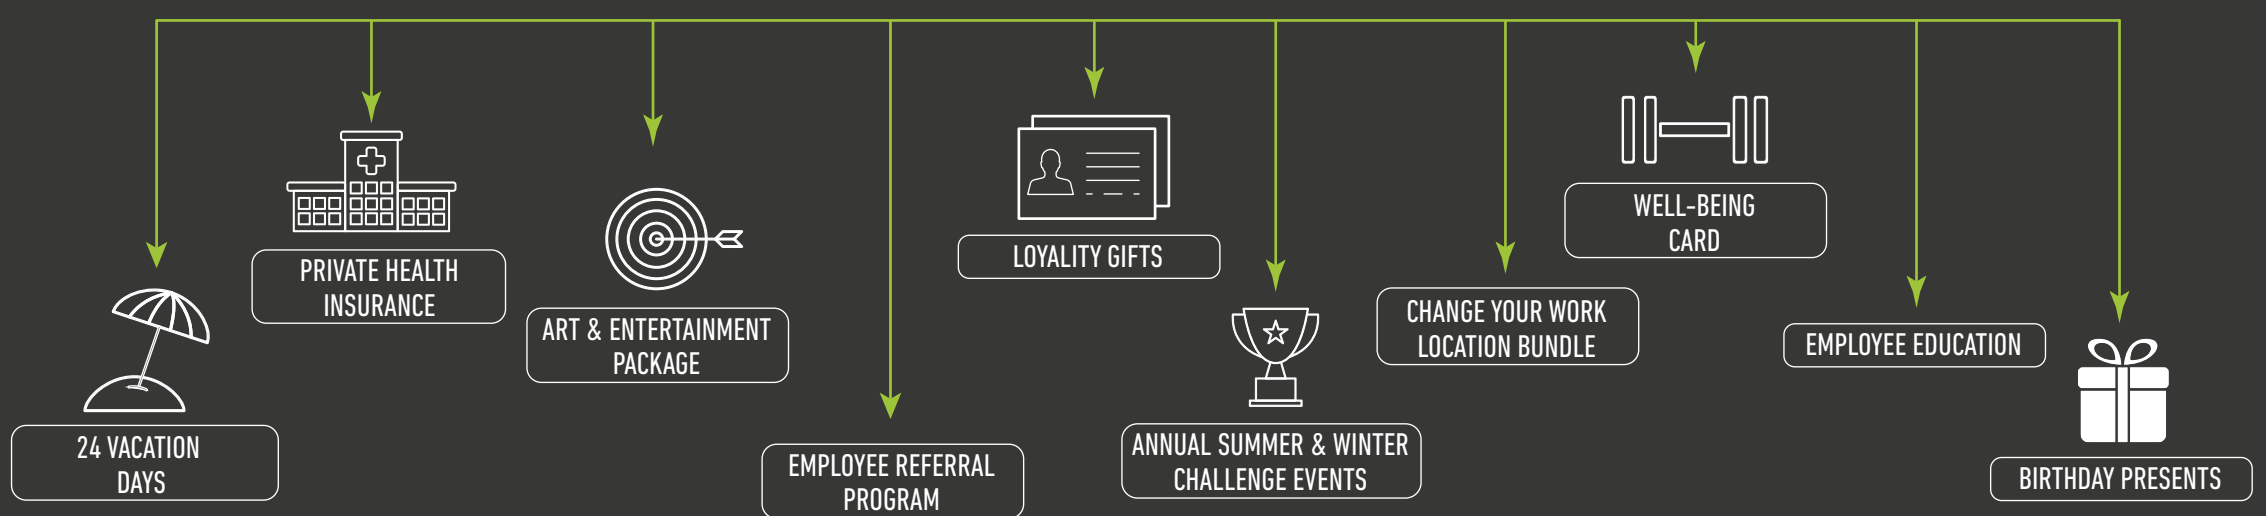 24 VACATION
DAYS
PRIVATE HEALTH
INSURANCE
ART & ENTERTAINMENT
PACKAGE
EMPLOYEE REFERRAL
PROGRAM
LOYALITY GIFTS
ANNUAL SUMMER & WINTER
CHALLENGE EVENTS
CHANGE YOUR WORK
LOCATION BUNDLE
WELL-BEING
CARD
EMPLOYEE EDUCATION
BIRTHDAY PRESENTS